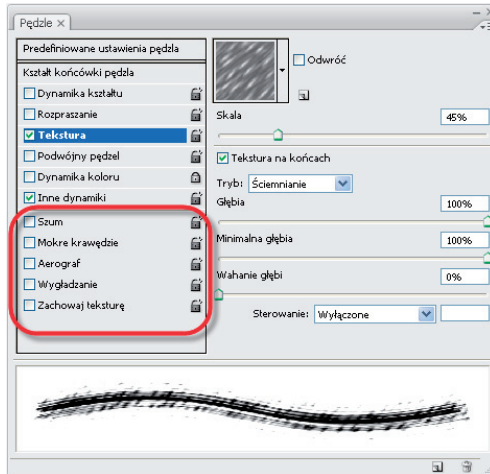 Pędzle ×
Predefiniowane ustawienia pędzla
Kształt końcówki pędzla
Dynamika kształtu
Rozpraszanie
Tekstura
Podwójny pędzel
Dynamika koloru
Inne dynamiki
Szum
Mokre krawędzie
Aerograf
Wygładzanie
Zachowaj teksturę
Odwróć
Skala 45%
Tekstura na końcach
Tryb: Ściemnianie
Głębia 100%
Minimalna głębia 100%
Wahanie głębi 0%
Sterowanie: Wyłączone